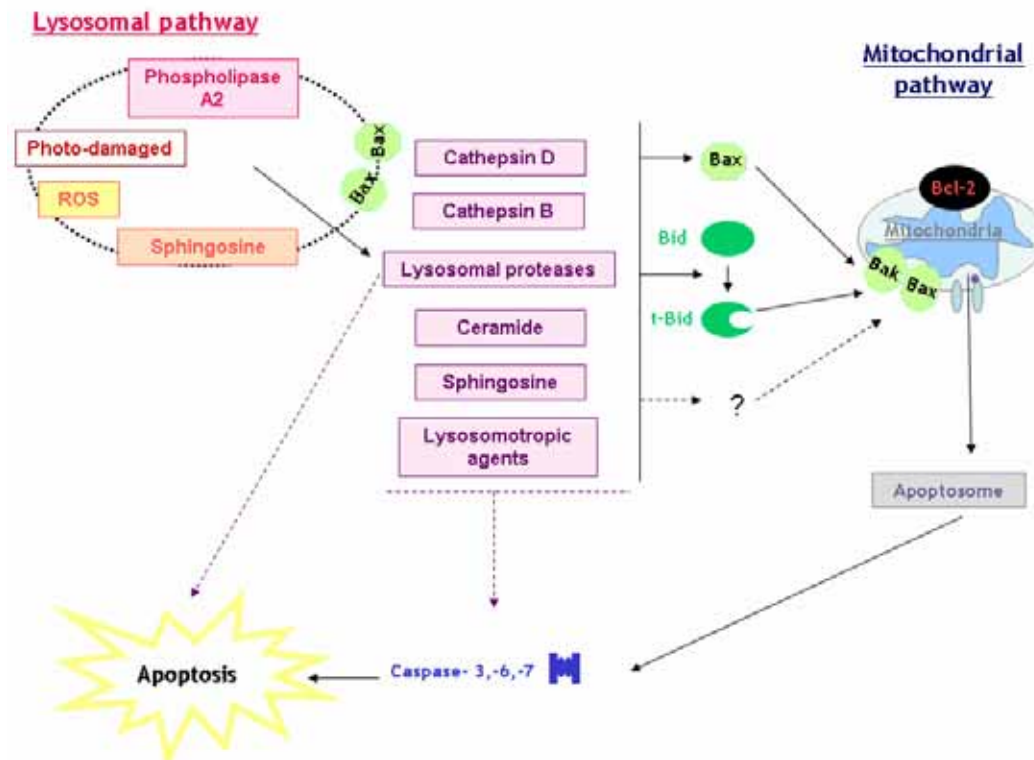 Lysosomal pathway
Phospholipase
A2
Photo-damaged
ROS
Sphingosine
Bax
Bax
Cathepsin D
Cathepsin B
Lysosomal proteases
Ceramide
Sphingosine
Lysosomotropic
agents
Bax
Bid
t-Bid
?
Mitochondrial
pathway
Bcl-2
Mitochondria
Bak
Bax
Apoptosome
Caspase- 3,-6,-7
Apoptosis